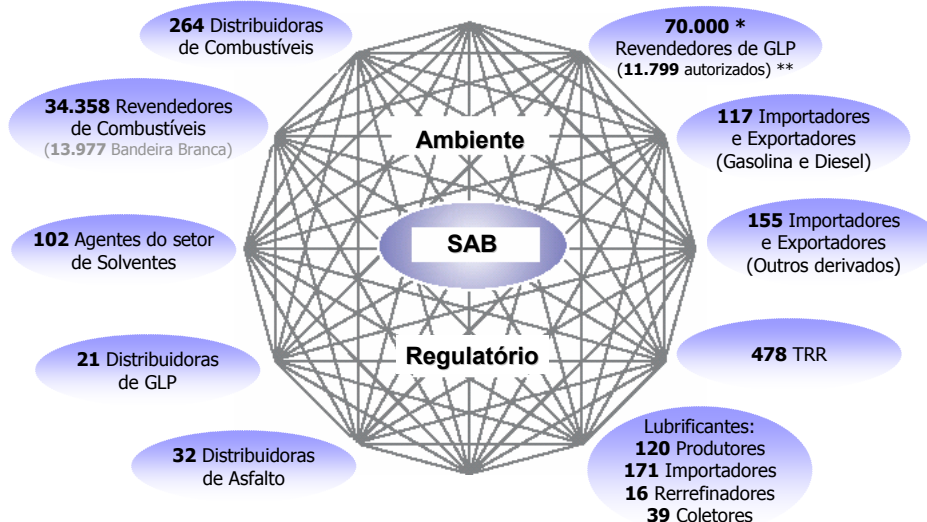 264 Distribuidoras
de Combustíveis
70.000 *
Revendedores de GLP
(11.799 autorizados) **
34.358 Revendedores
de Combustíveis
(13.977 Bandeira Branca)
Ambiente
117 Importadores
e Exportadores
(Gasolina e Diesel)
102 Agentes do setor
de Solventes
SAB
155 Importadores
e Exportadores
(Outros derivados)
21 Distribuidoras
de GLP
Regulatório
478 TRR
32 Distribuidoras
de Asfalto
Lubrificantes:
120 Produtores
171 Importadores
16 Rerrefinadores
39 Coletores